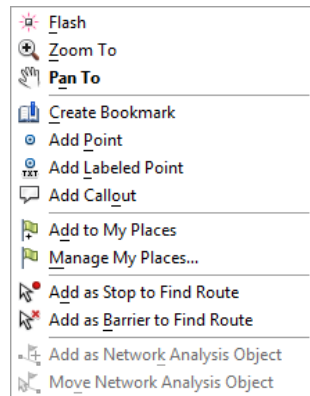 Flash
Zoom To
Pan To
Create Bookmark
Add Point
TXT Add Labeled Point
Add Callout
Add to My Places
Manage My Places...
Add as Stop to Find Route
Add as Barrier to Find Route
Add as Network Analysis Object
Move Network Analysis Object